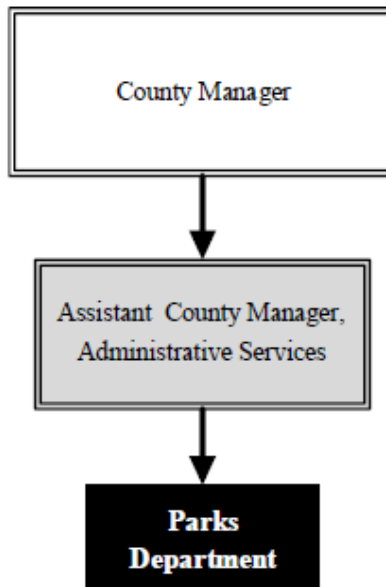 County Manager
Assistant County Manager,
Administrative Services
Parks
Department